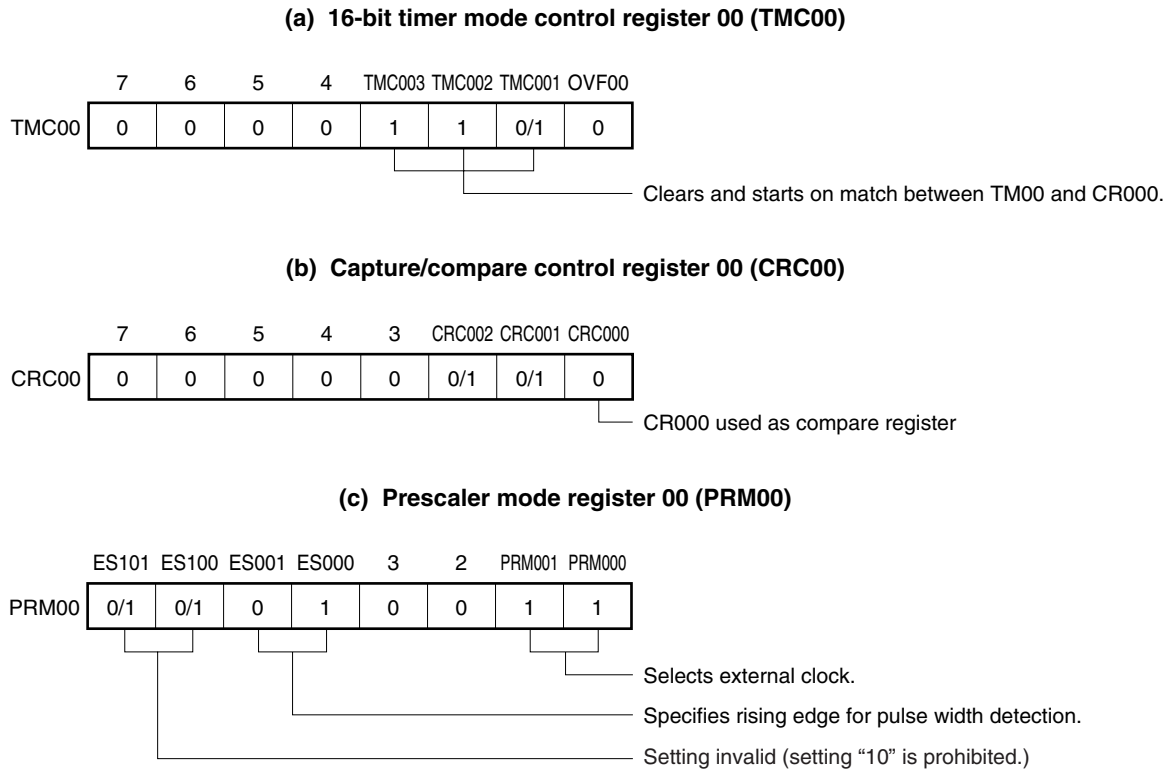 (a) 16-bit timer mode control register 00 (TMC00)
7 6 5 4 TMC003 TMC002 TMC001 OVF00
TMC00 0 0 0 0 1 1 0/1 0
Clears and starts on match between TM00 and CR000.
(b) Capture/compare control register 00 (CRC00)
7 6 5 4 3 CRC002 CRC001 CRC000
CRC00 0 0 0 0 0 0/1 0/1 0
CR000 used as compare register
(c) Prescaler mode register 00 (PRM00)
ES101 ES100 ES001 ES000 3 2 PRM001 PRM000
PRM00 0/1 0/1 0 1 0 0 1 1
Selects external clock.
Specifies rising edge for pulse width detection.
Setting invalid (setting “10” is prohibited.)